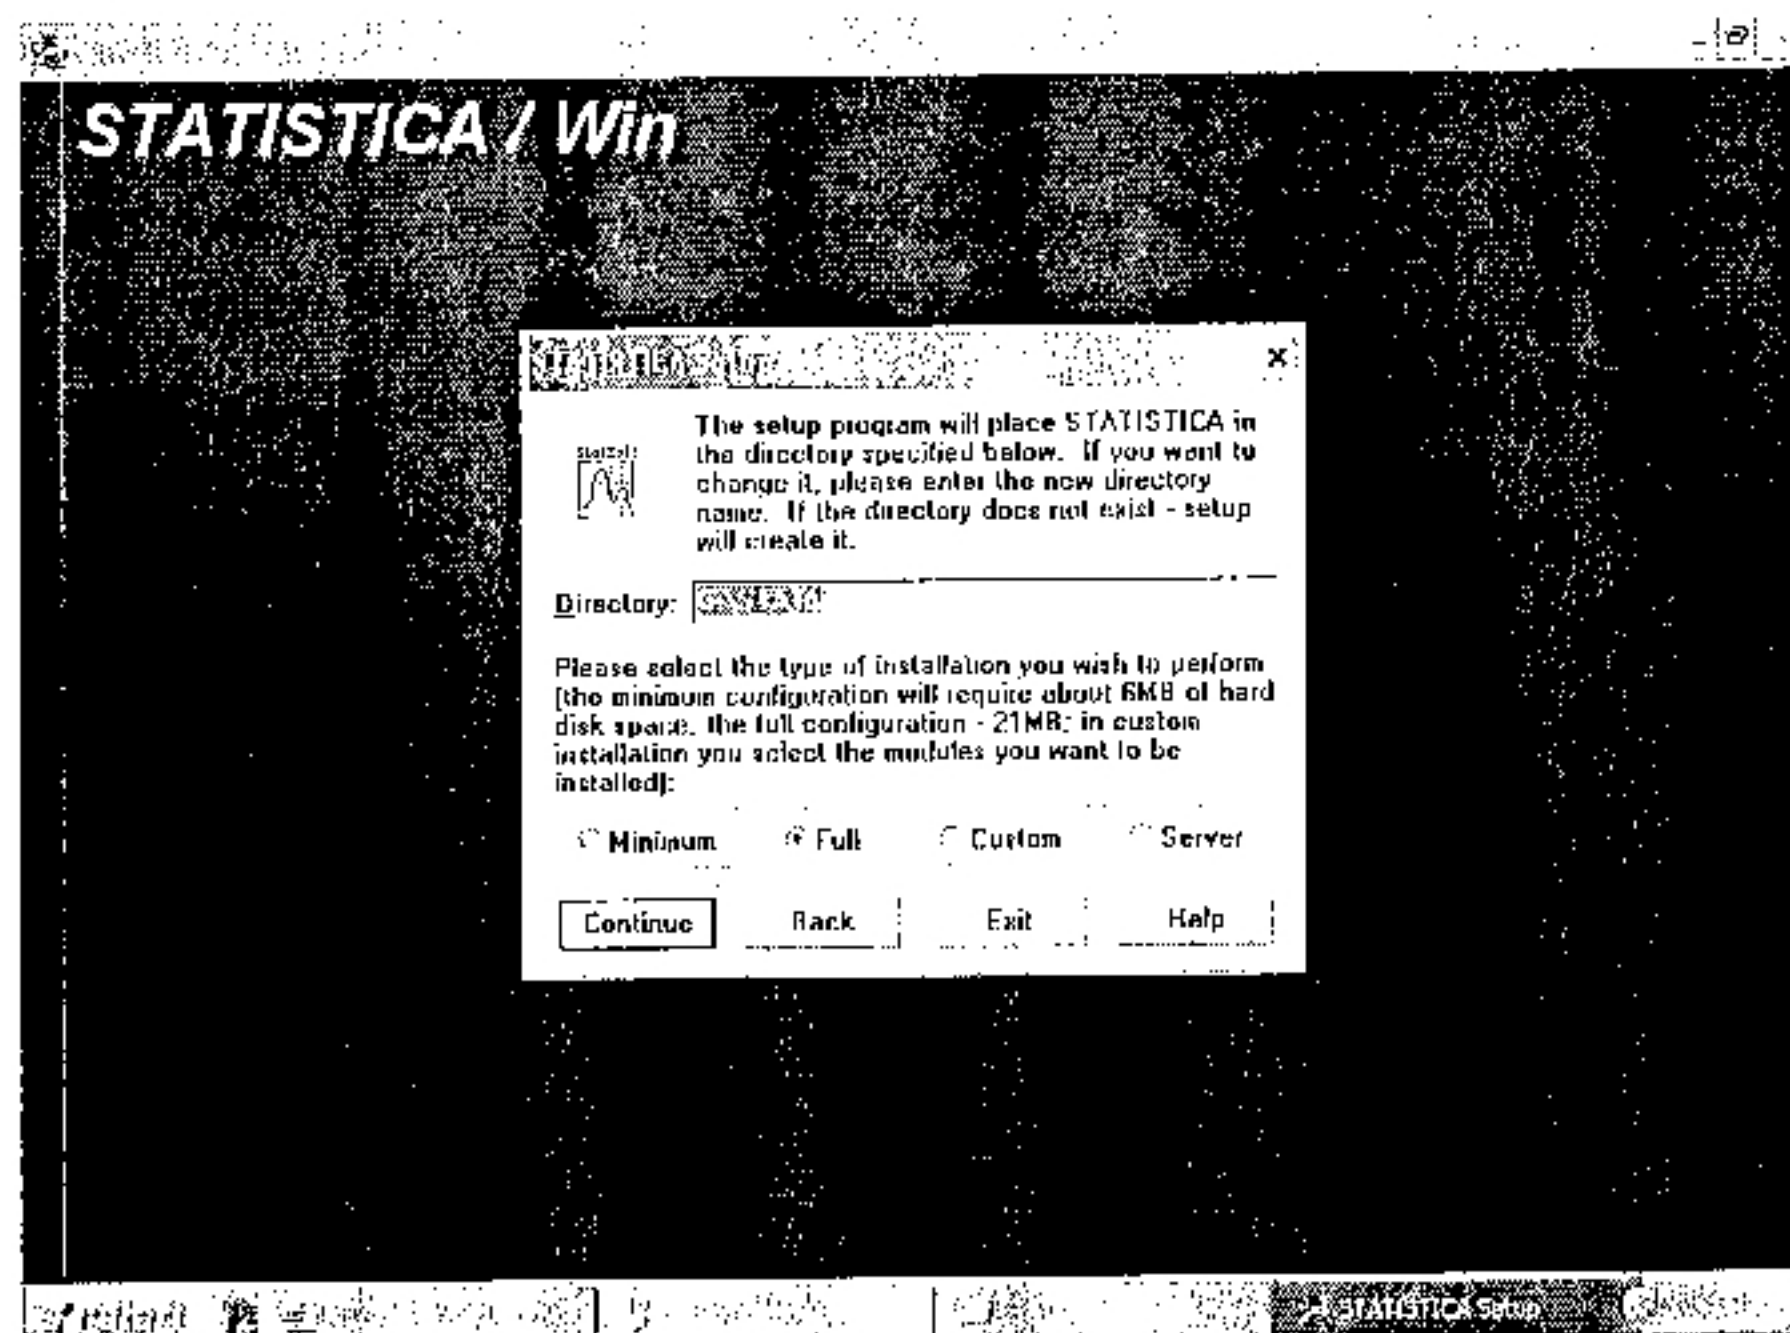 STATISTICA / Win
The setup program will place STATISTICA in
the directory specified below. If you want to
change it, please enter the new directory
name. If the directory does not exist - setup
will create it.
StatSoft
Directory:
Please select the type of installation you wish to perform
(the minimum configuration will require about 6MB of hard
disk space, the full configuration - 21MB; in custom
installation you select the modules you want to be
installed):
Minimum Full Custom Server
Continue Back Exit Help
STATISTICA Setup